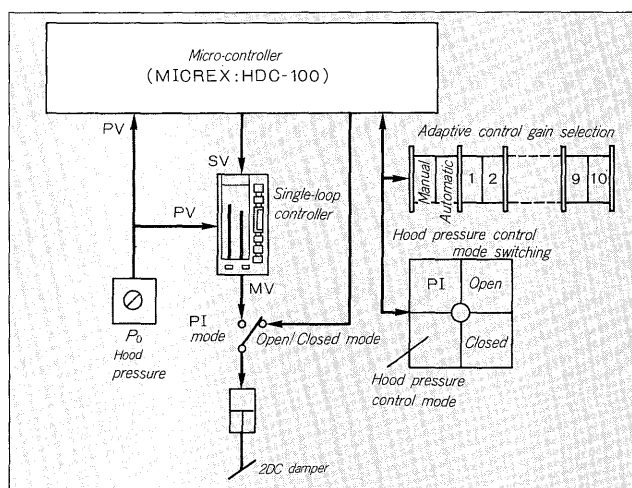 Micro-controller
(MICREX:HDC-100)
PV
SV
PV
Single-loop
controller
MV
P₀
Hood
pressure
PI
mode
Open/Closed mode
2DC damper
Adaptive control gain selection
Manual
Automatic
1
2
9
10
Hood pressure control
mode switching
PI
Open
Closed
Hood pressure
control mode